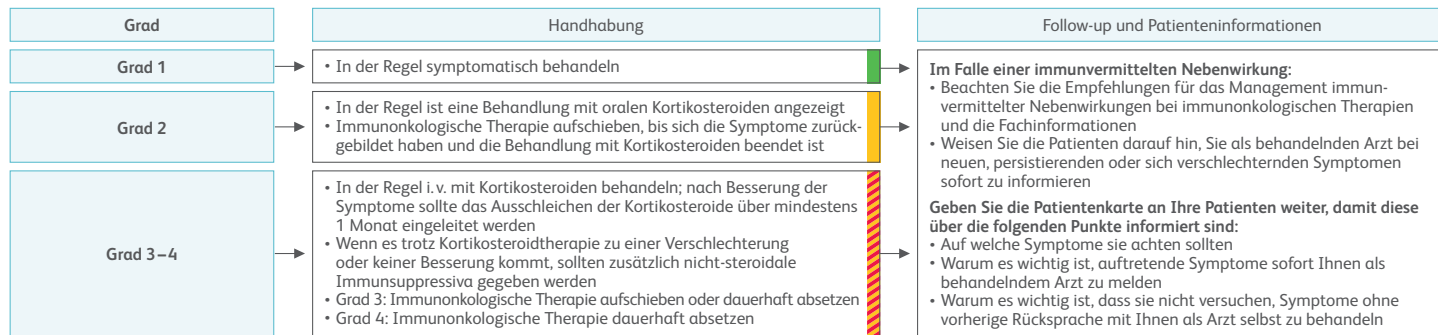 Grad
Handhabung
Follow-up und Patienteninformationen
Grad 1
• In der Regel symptomatisch behandeln
Grad 2
• In der Regel ist eine Behandlung mit oralen Kortikosteroiden angezeigt
• Immunonkologische Therapie aufschieben, bis sich die Symptome zurück-
gebildet haben und die Behandlung mit Kortikosteroiden beendet ist
Grad 3–4
• In der Regel i. v. mit Kortikosteroiden behandeln; nach Besserung der
Symptome sollte das Ausschleichen der Kortikosteroide über mindestens
1 Monat eingeleitet werden
• Wenn es trotz Kortikosteroidtherapie zu einer Verschlechterung
oder keiner Besserung kommt, sollten zusätzlich nicht-steroidale
Immunsuppressiva gegeben werden
• Grad 3: Immunonkologische Therapie aufschieben oder dauerhaft absetzen
• Grad 4: Immunonkologische Therapie dauerhaft absetzen
Im Falle einer immunvermittelten Nebenwirkung:
• Beachten Sie die Empfehlungen für das Management immun-
vermittelter Nebenwirkungen bei immunonkologischen Therapien
und die Fachinformationen
• Weisen Sie die Patienten darauf hin, Sie als behandelnden Arzt bei
neuen, persistierenden oder sich verschlechternden Symptomen
sofort zu informieren
Geben Sie die Patientenkarte an Ihre Patienten weiter, damit diese
über die folgenden Punkte informiert sind:
• Auf welche Symptome sie achten sollten
• Warum es wichtig ist, auftretende Symptome sofort Ihnen als
behandelndem Arzt zu melden
• Warum es wichtig ist, dass sie nicht versuchen, Symptome ohne
vorherige Rücksprache mit Ihnen als Arzt selbst zu behandeln